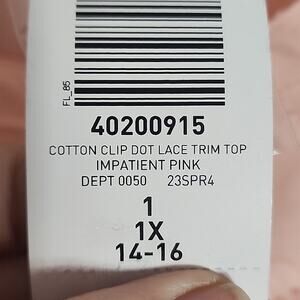 FL_85
40200915
COTTON CLIP DOT LACE TRIM TOP
IMPATIENT PINK
DEPT 0050 23SPR4
1
1X
14-16